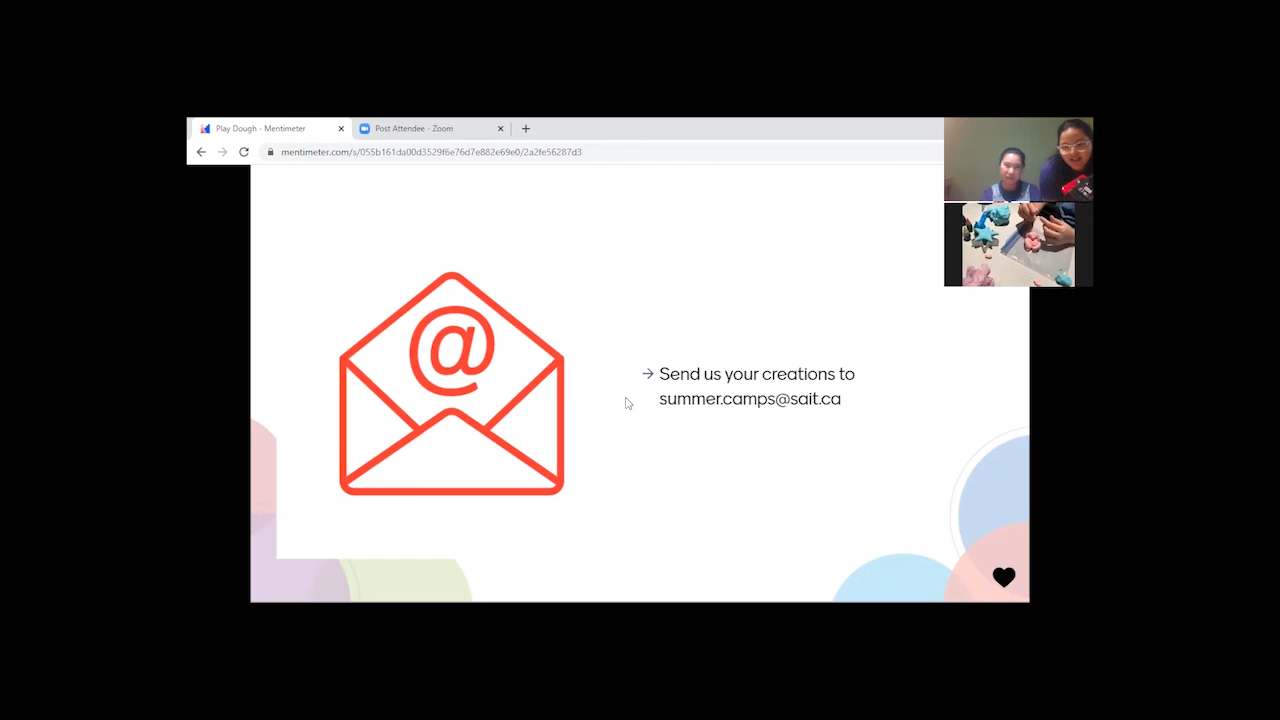 Play Dough - Mentimeter
Post Attendee - Zoom
mentimeter.com/s/055b161da00d3529f6e76d7e882e69e0/2a2fe56287d3
@
Send us your creations to
summer.camps@sait.ca